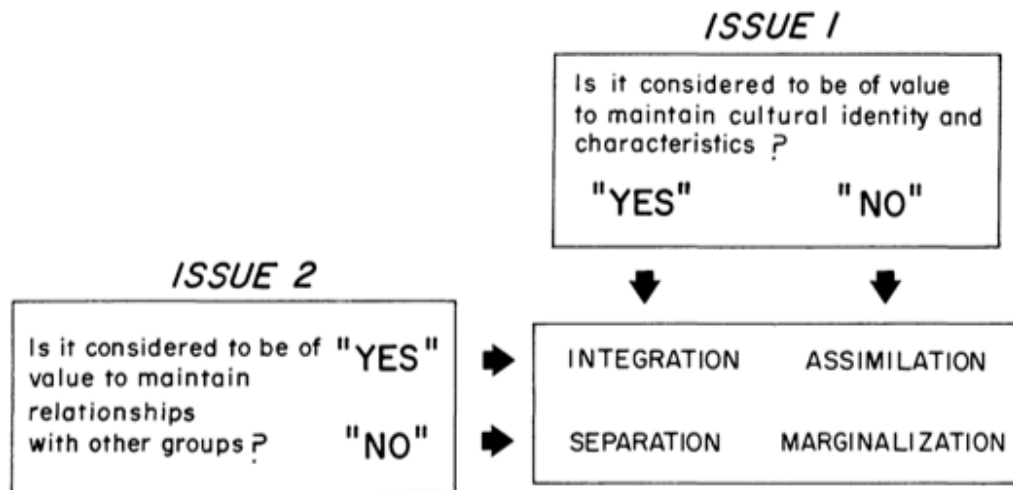 ISSUE 1
Is it considered to be of value
to maintain cultural identity and
characteristics ?
"YES" "NO"
ISSUE 2
Is it considered to be of "YES"
value to maintain
relationships
with other groups ? "NO"
INTEGRATION ASSIMILATION
SEPARATION MARGINALIZATION